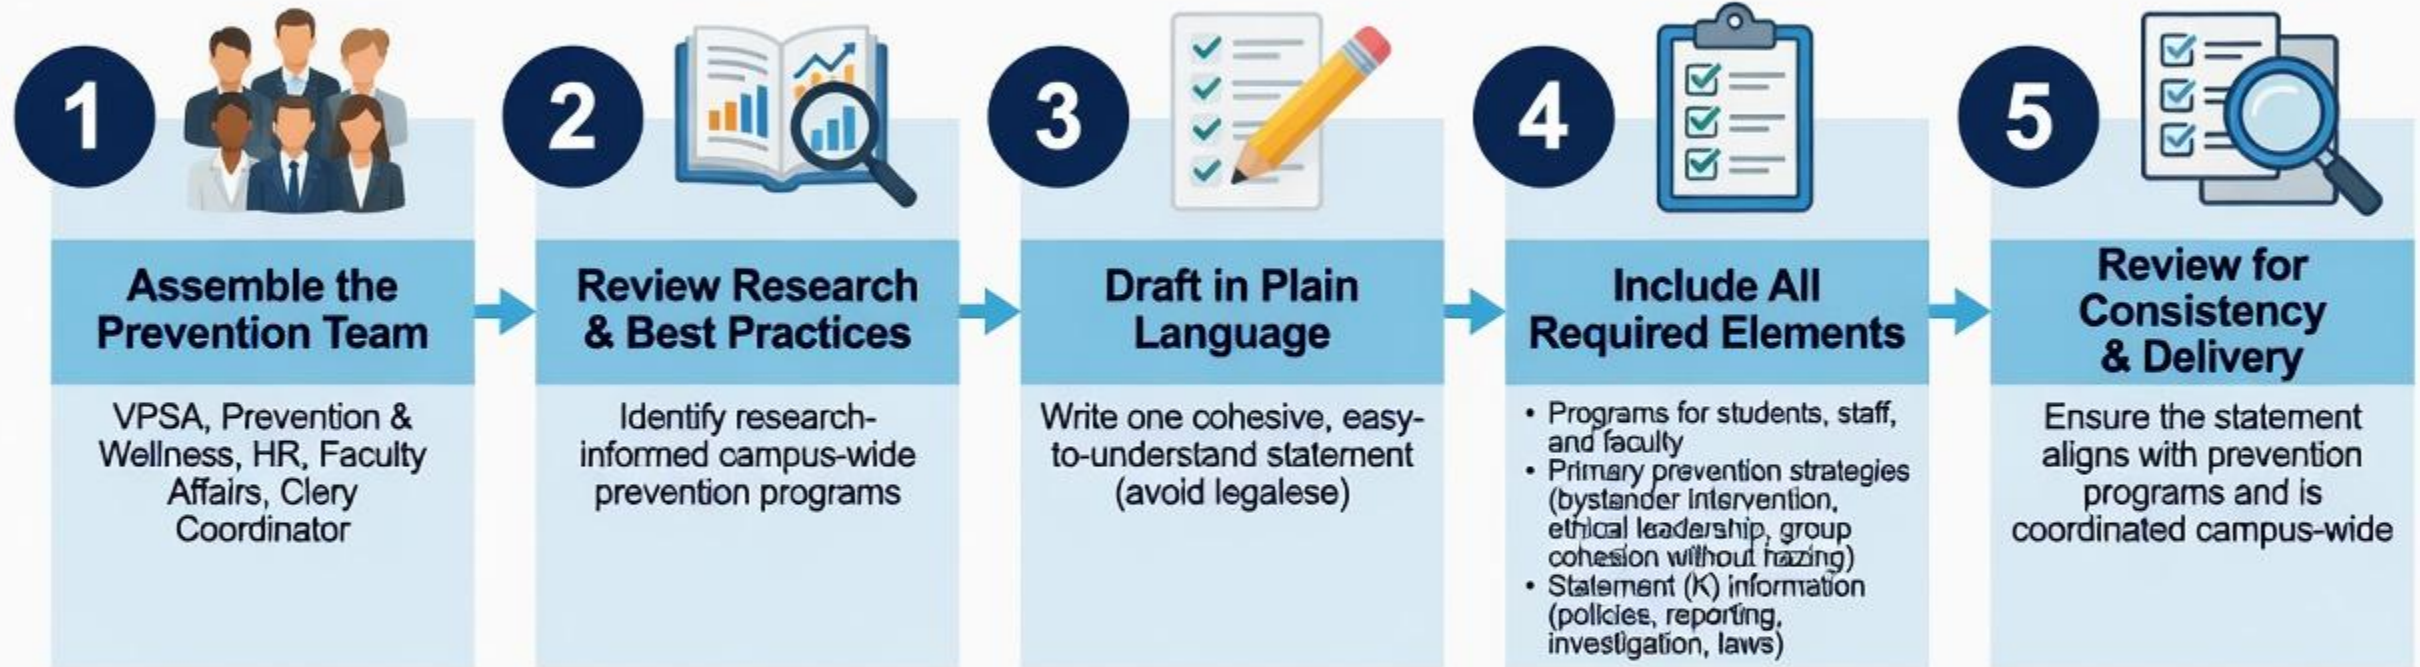 1
Assemble the
Prevention Team
VPSA, Prevention &
Wellness, HR, Faculty
Affairs, Clery
Coordinator
2
Review Research
& Best Practices
Identify research-
informed campus-wide
prevention programs
3
Draft in Plain
Language
Write one cohesive, easy-
to-understand statement
(avoid legalese)
4
Include All
Required Elements
• Programs for students, staff,
and faculty
• Primary prevention strategies
(bystander intervention,
ethical leadership, group
cohesion without hazing)
• Statement (K) information
(policies, reporting,
investigation, laws)
5
Review for
Consistency
& Delivery
Ensure the statement
aligns with prevention
programs and is
coordinated campus-wide